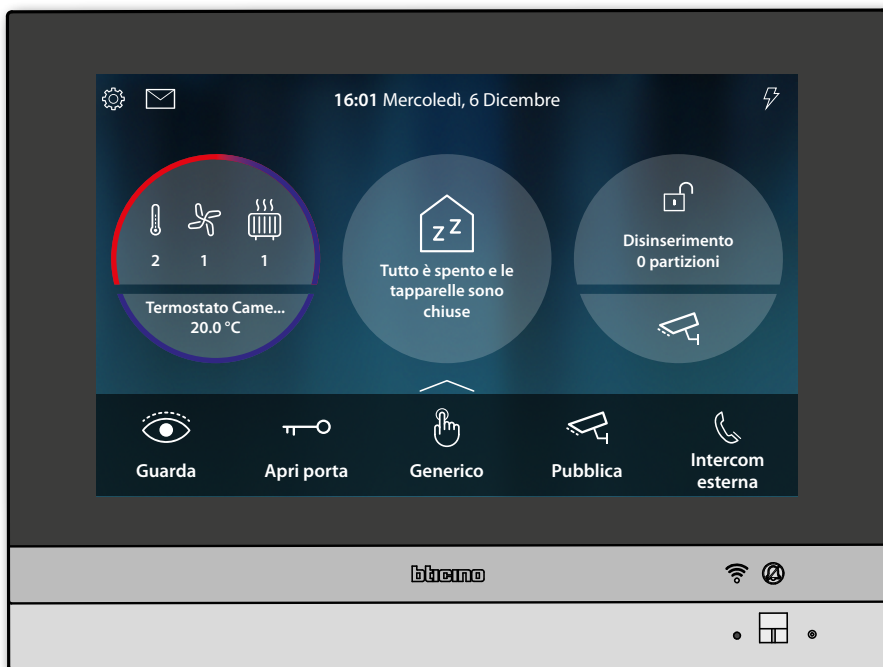 16:01 Mercoledì, 6 Dicembre
2 1 1
Termostato Came...
20.0 °C
zZ
Tutto è spento e le
tapparelle sono
chiuse
Disinserimento
0 partizioni
Guarda
Apri porta
Generico
Pubblica
Intercom
esterna
bticino